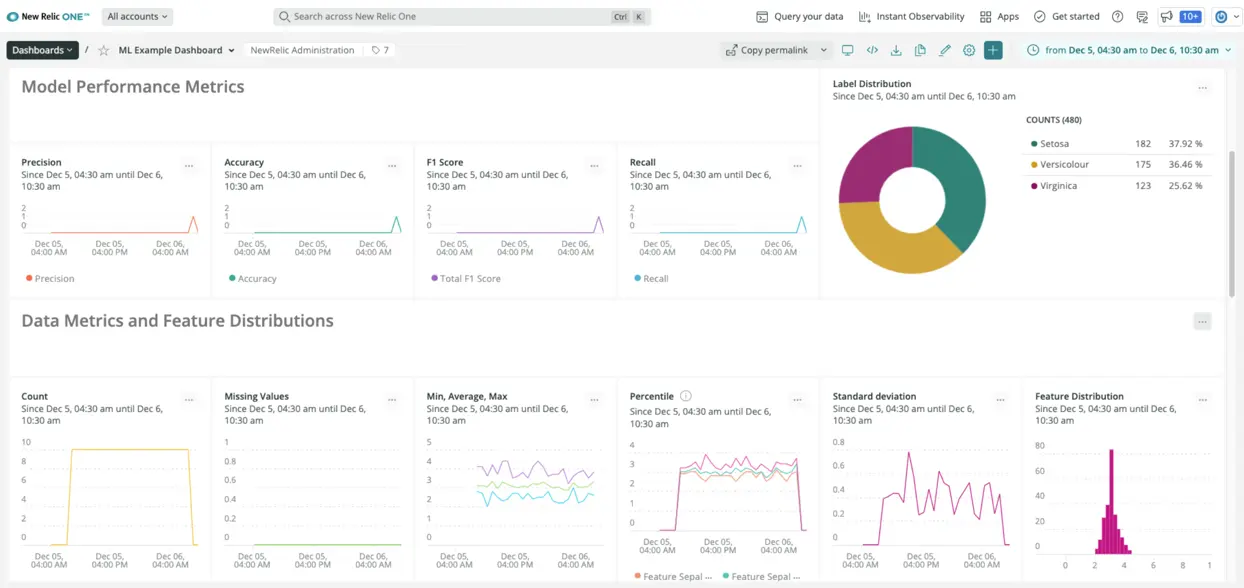 New Relic ONE™
All accounts
Search across New Relic One
Ctrl K
Query your data
Instant Observability
Apps
Get started
10+
Dashboards / ML Example Dashboard
NewRelic Administration
7
Copy permalink
from Dec 5, 04:30 am to Dec 6, 10:30 am
Model Performance Metrics
Precision
Since Dec 5, 04:30 am until Dec 6,
10:30 am
2
1
0
Dec 05,
04:00 AM
Dec 05,
04:00 PM
Dec 06,
04:00 AM
Precision
Accuracy
Since Dec 5, 04:30 am until Dec 6,
10:30 am
2
1
0
Dec 05,
04:00 AM
Dec 05,
04:00 PM
Dec 06,
04:00 AM
Accuracy
F1 Score
Since Dec 5, 04:30 am until Dec 6,
10:30 am
2
1
0
Dec 05,
04:00 AM
Dec 05,
04:00 PM
Dec 06,
04:00 AM
Total F1 Score
Recall
Since Dec 5, 04:30 am until Dec 6,
10:30 am
2
1
0
Dec 05,
04:00 AM
Dec 05,
04:00 PM
Dec 06,
04:00 AM
Recall
Label Distribution
Since Dec 5, 04:30 am until Dec 6, 10:30 am
COUNTS (480)
Setosa 182 37.92 %
Versicolour 175 36.46 %
Virginica 123 25.62 %
Data Metrics and Feature Distributions
Count
Since Dec 5, 04:30 am until Dec 6,
10:30 am
10
8
6
4
2
0
Dec 05,
04:00 AM
Dec 05,
04:00 PM
Dec 06,
04:00 AM
Missing Values
Since Dec 5, 04:30 am until Dec 6,
10:30 am
1
0.8
0.6
0.4
0.2
0
Dec 05,
04:00 AM
Dec 05,
04:00 PM
Dec 06,
04:00 AM
Min, Average, Max
Since Dec 5, 04:30 am until Dec 6,
10:30 am
5
4
3
2
1
0
Dec 05,
04:00 AM
Dec 05,
04:00 PM
Dec 06,
04:00 AM
Percentile
Since Dec 5, 04:30 am until Dec 6,
10:30 am
4
3
2
1
0
Dec 05,
04:00 AM
Dec 05,
04:00 PM
Dec 06,
04:00 AM
Feature Sepal ...
Feature Sepal ...
Standard deviation
Since Dec 5, 04:30 am until Dec 6,
10:30 am
0.8
0.6
0.4
0.2
0
Dec 05,
04:00 AM
Dec 05,
04:00 PM
Dec 06,
04:00 AM
Feature Distribution
Since Dec 5, 04:30 am until Dec 6,
10:30 am
80
60
40
20
0
0 2 4 6 8 1